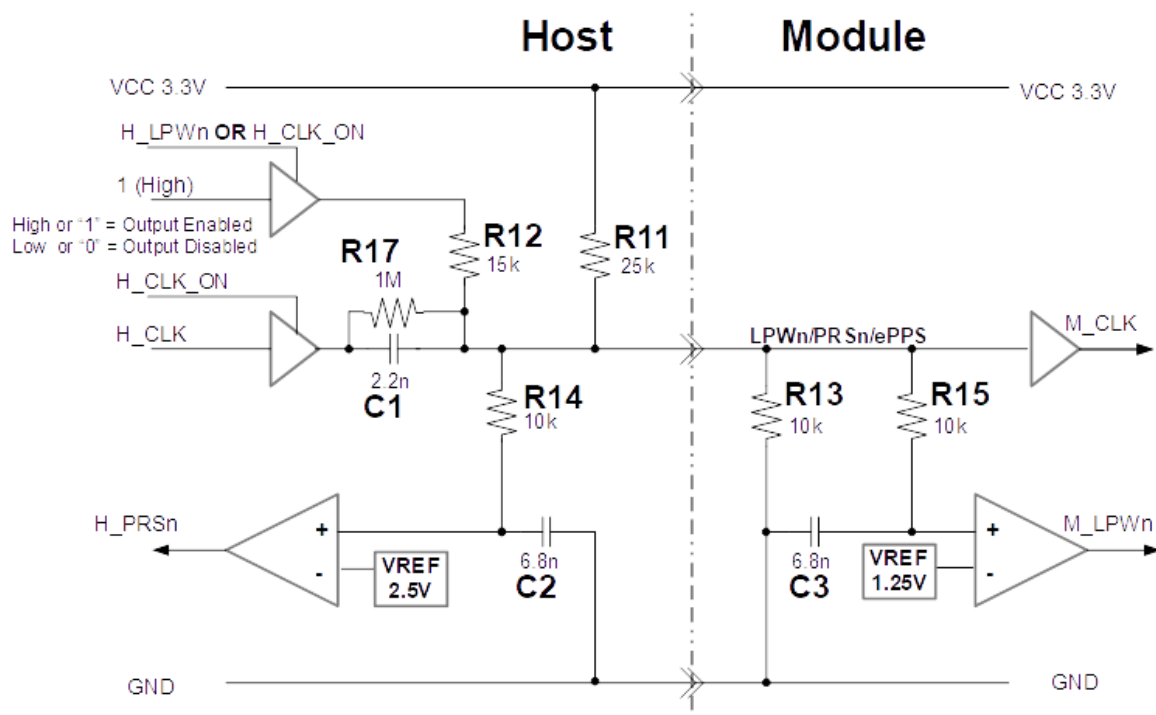 Host
Module
VCC 3.3V
VCC 3.3V
H_LPWn OR H_CLK_ON
1 (High)
High or "1" = Output Enabled
Low or "0" = Output Disabled
R12
15k
R11
25k
R17
1M
H_CLK_ON
H_CLK
2.2n
C1
LPWn/PRSn/ePPS
M_CLK
R14
10k
R13
10k
R15
10k
H_PRSn
+
-
VREF
2.5V
6.8n
C2
6.8n
C3
VREF
1.25V
+
-
M_LPWn
GND
GND